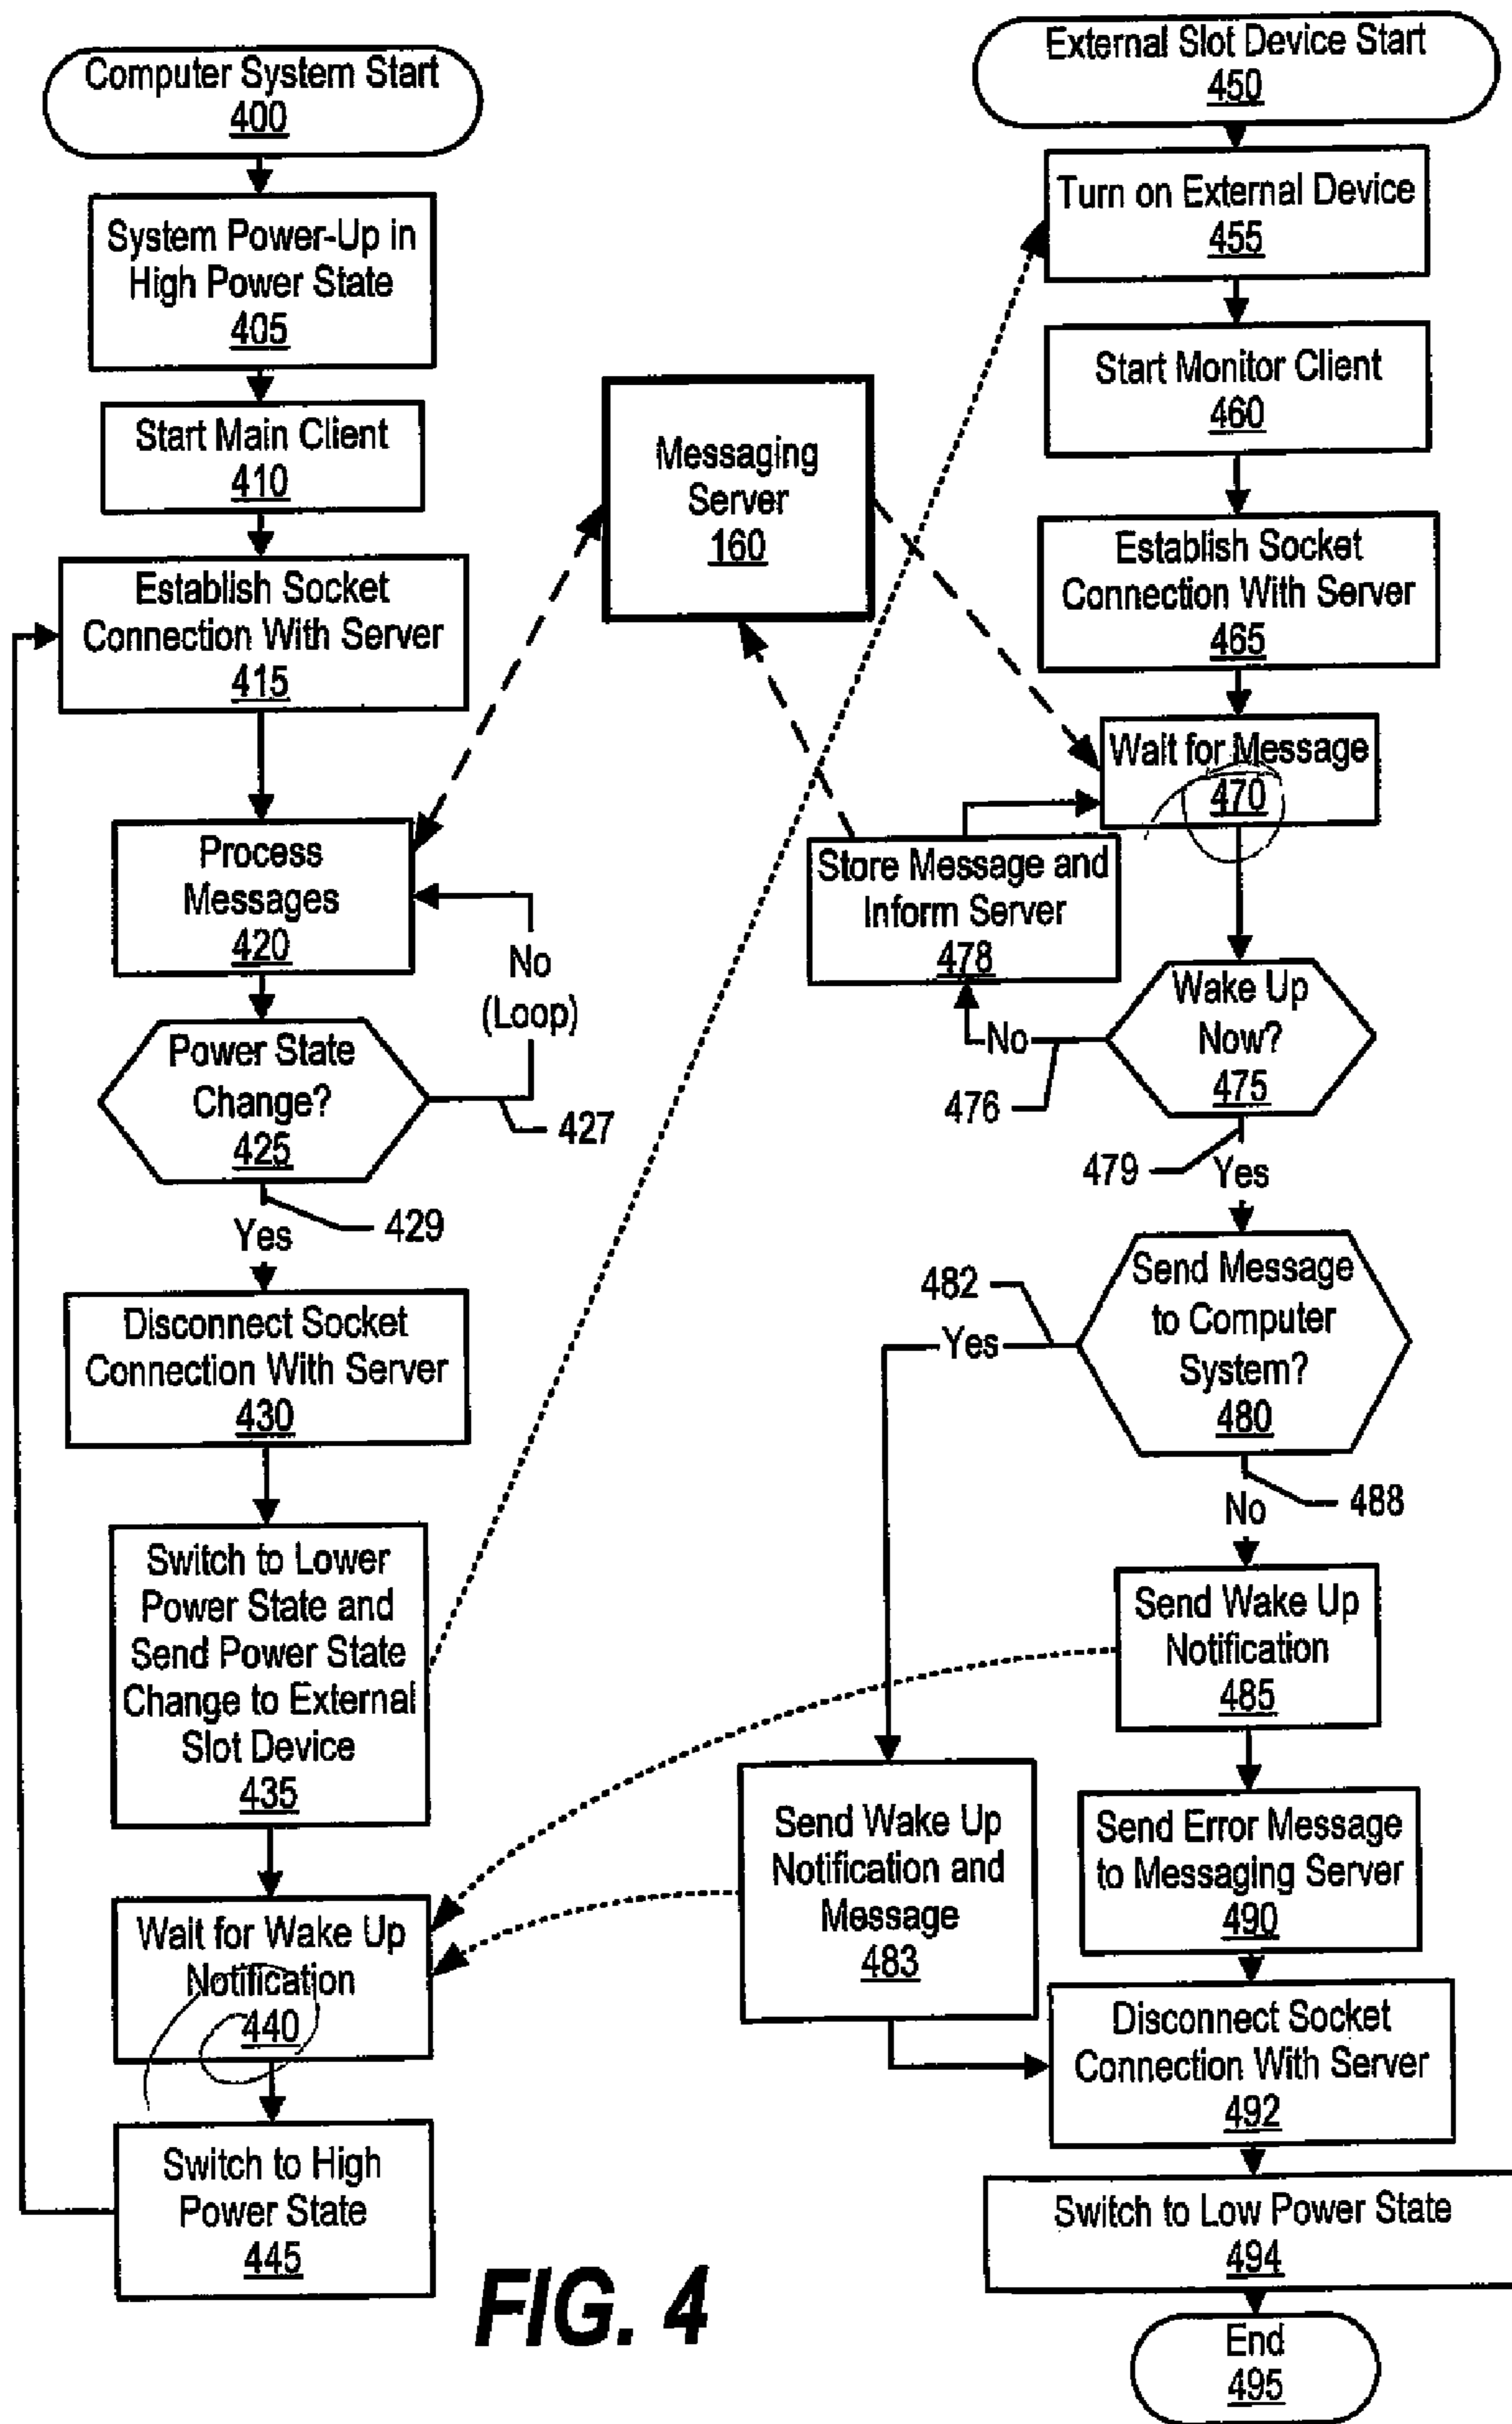 Computer System Start
400
System Power-Up in
High Power State
405
Start Main Client
410
Establish Socket
Connection With Server
415
Process
Messages
420
No
(Loop)
Power State
Change?
425
427
Yes
429
Disconnect Socket
Connection With Server
430
Switch to Lower
Power State and
Send Power State
Change to External
Slot Device
435
Wait for Wake Up
Notification
440
Switch to High
Power State
445
Messaging
Server
160
External Slot Device Start
450
Turn on External Device
455
Start Monitor Client
460
Establish Socket
Connection With Server
465
Wait for Message
470
Store Message and
Inform Server
478
Wake Up
Now?
475
No
476
479
Yes
Send Message
to Computer
System?
480
482
Yes
488
No
Send Wake Up
Notification
485
Send Wake Up
Notification and
Message
483
Send Error Message
to Messaging Server
490
Disconnect Socket
Connection With Server
492
Switch to Low Power State
494
End
495
FIG. 4